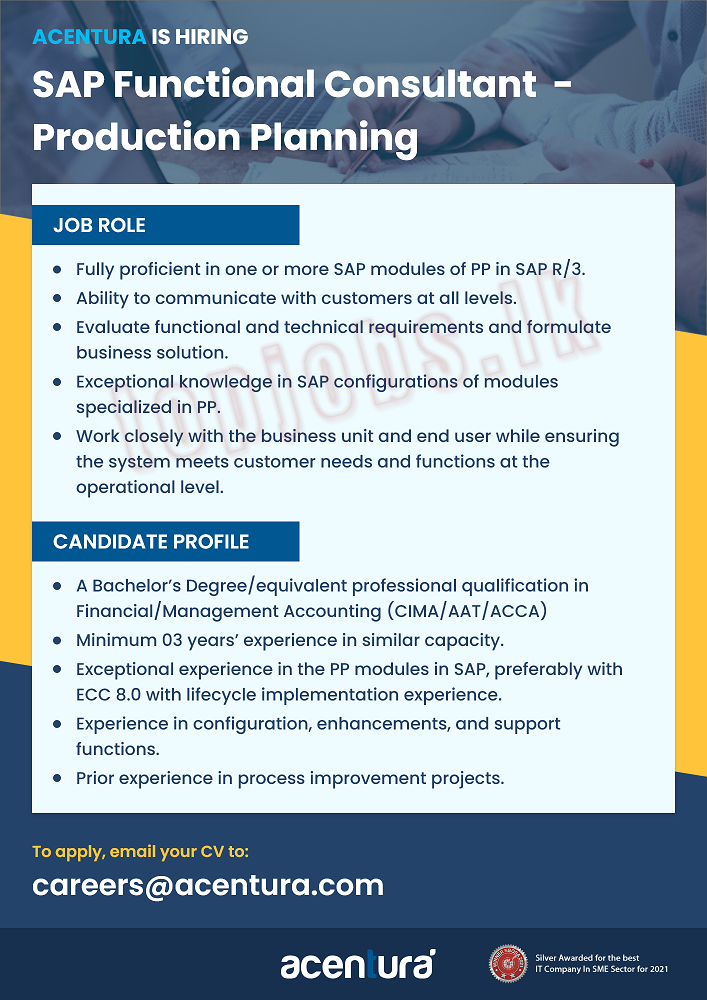 ACENTURA IS HIRING
SAP Functional Consultant -
Production Planning
JOB ROLE
• Fully proficient in one or more SAP modules of PP in SAP R/3.
• Ability to communicate with customers at all levels.
• Evaluate functional and technical requirements and formulate
business solution.
• Exceptional knowledge in SAP configurations of modules
specialized in PP.
• Work closely with the business unit and end user while ensuring
the system meets customer needs and functions at the
operational level.
topjobs.lk
CANDIDATE PROFILE
• A Bachelor's Degree/equivalent professional qualification in
Financial/Management Accounting (CIMA/AAT/ACCA)
• Minimum 03 years' experience in similar capacity.
• Exceptional experience in the PP modules in SAP, preferably with
ECC 8.0 with lifecycle implementation experience.
• Experience in configuration, enhancements, and support
functions.
• Prior experience in process improvement projects.
To apply, email your CV to:
careers@acentura.com
acentura
Silver Awarded for the best
IT Company In SME Sector for 2021